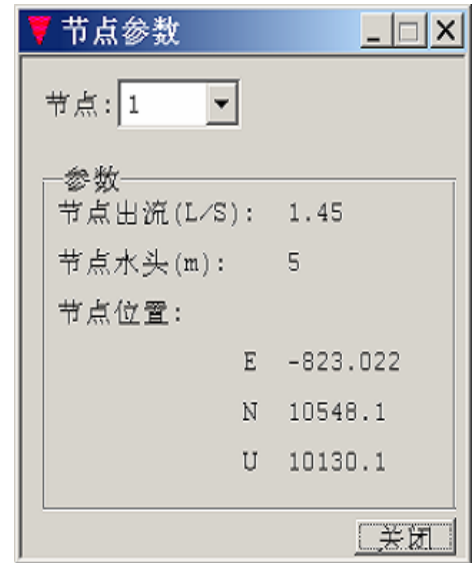 节点参数
节点: 1
参数
节点出流(L/S): 1.45
节点水头(m): 5
节点位置:
E -823.022
N 10548.1
U 10130.1
关闭